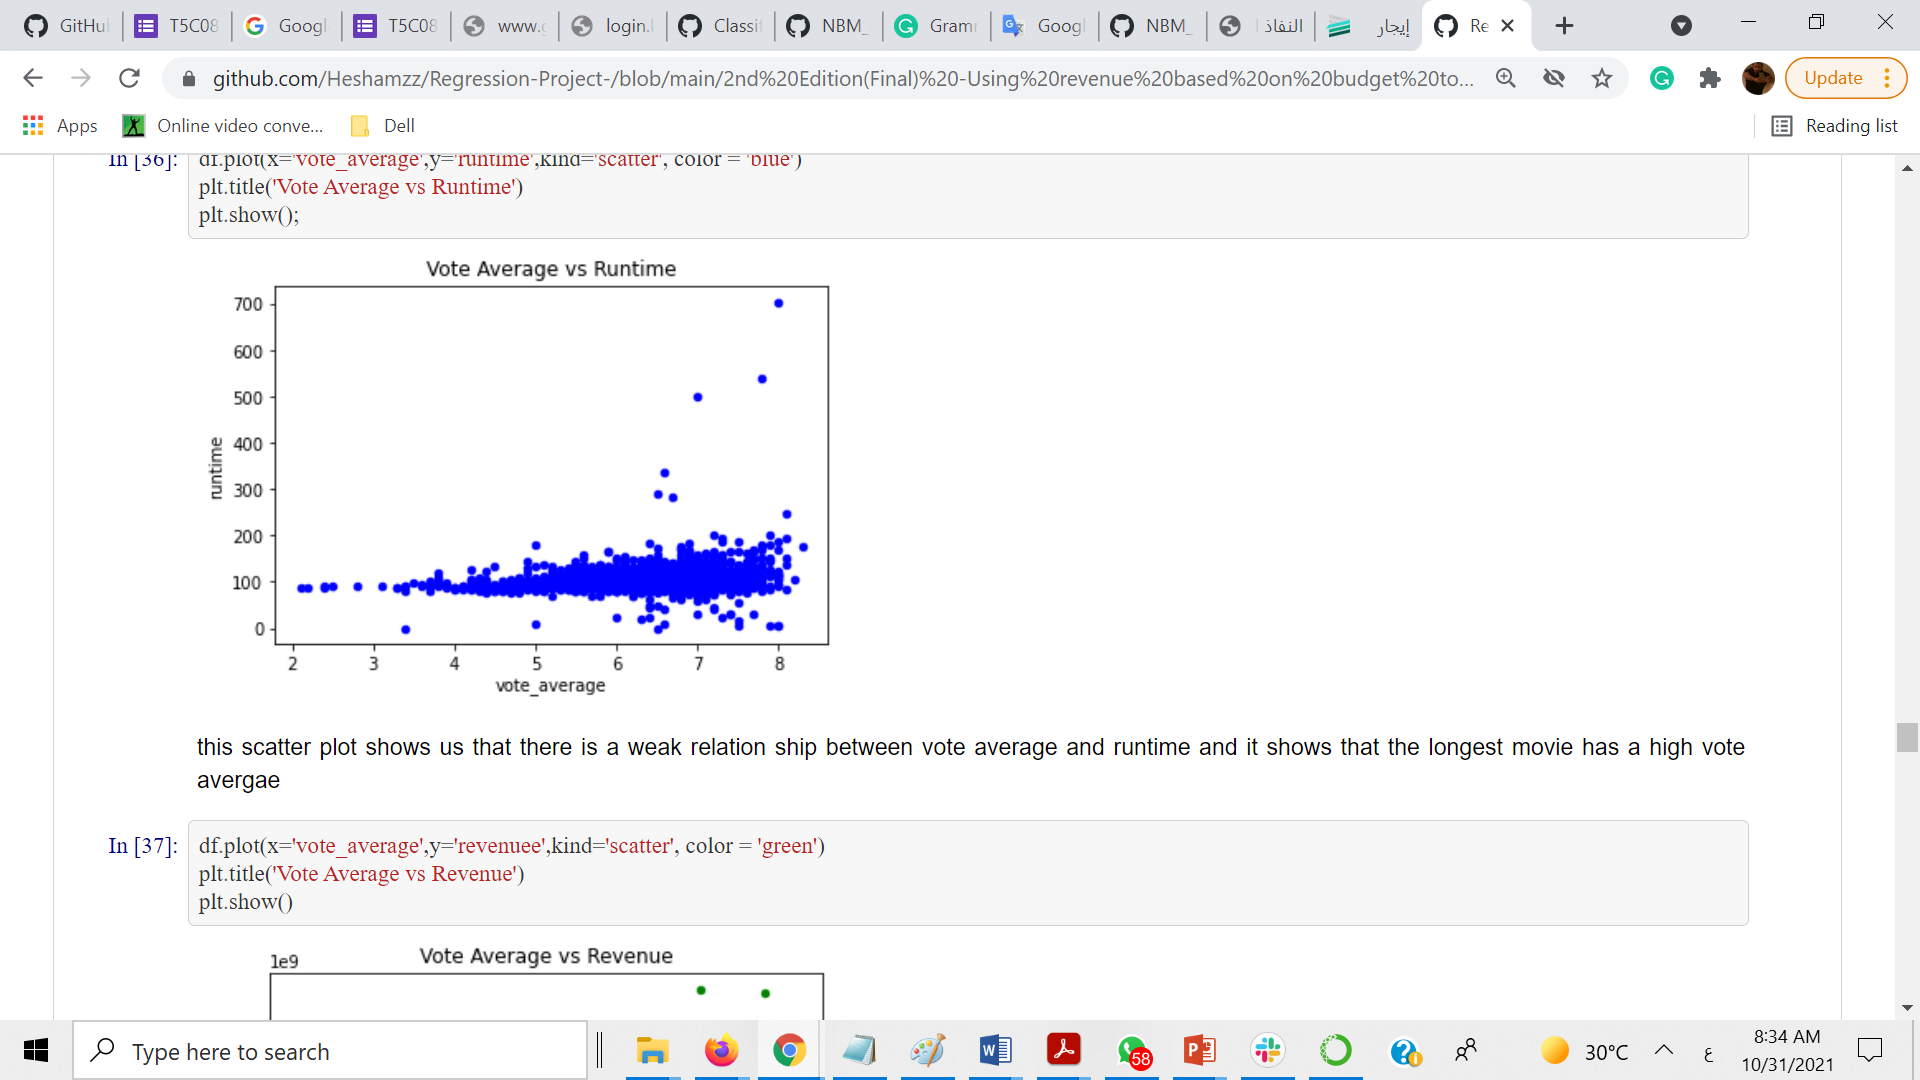 GitHu
T5C08
Googl
T5C08
www.g
login.l
Classif
NBM_
Gramr
Googl
NBM_
النفاذ ا
إيجار
Re
github.com/Heshamzz/Regression-Project-/blob/main/2nd%20Edition(Final)%20-Using%20revenue%20based%20on%20budget%20to...
Update
Apps
Online video conve...
Dell
Reading list
In [36]:
df.plot(x='vote_average',y='runtime',kind='scatter', color = 'blue')
plt.title('Vote Average vs Runtime')
plt.show();
Vote Average vs Runtime
700
600
500
400
300
200
100
0
runtime
2 3 4 5 6 7 8
vote_average
this scatter plot shows us that there is a weak relation ship between vote average and runtime and it shows that the longest movie has a high vote
avergae
In [37]:
df.plot(x='vote_average',y='revenuee',kind='scatter', color = 'green')
plt.title('Vote Average vs Revenue')
plt.show()
Vote Average vs Revenue
1e9
Type here to search
58
30°C
ع
8:34 AM
10/31/2021